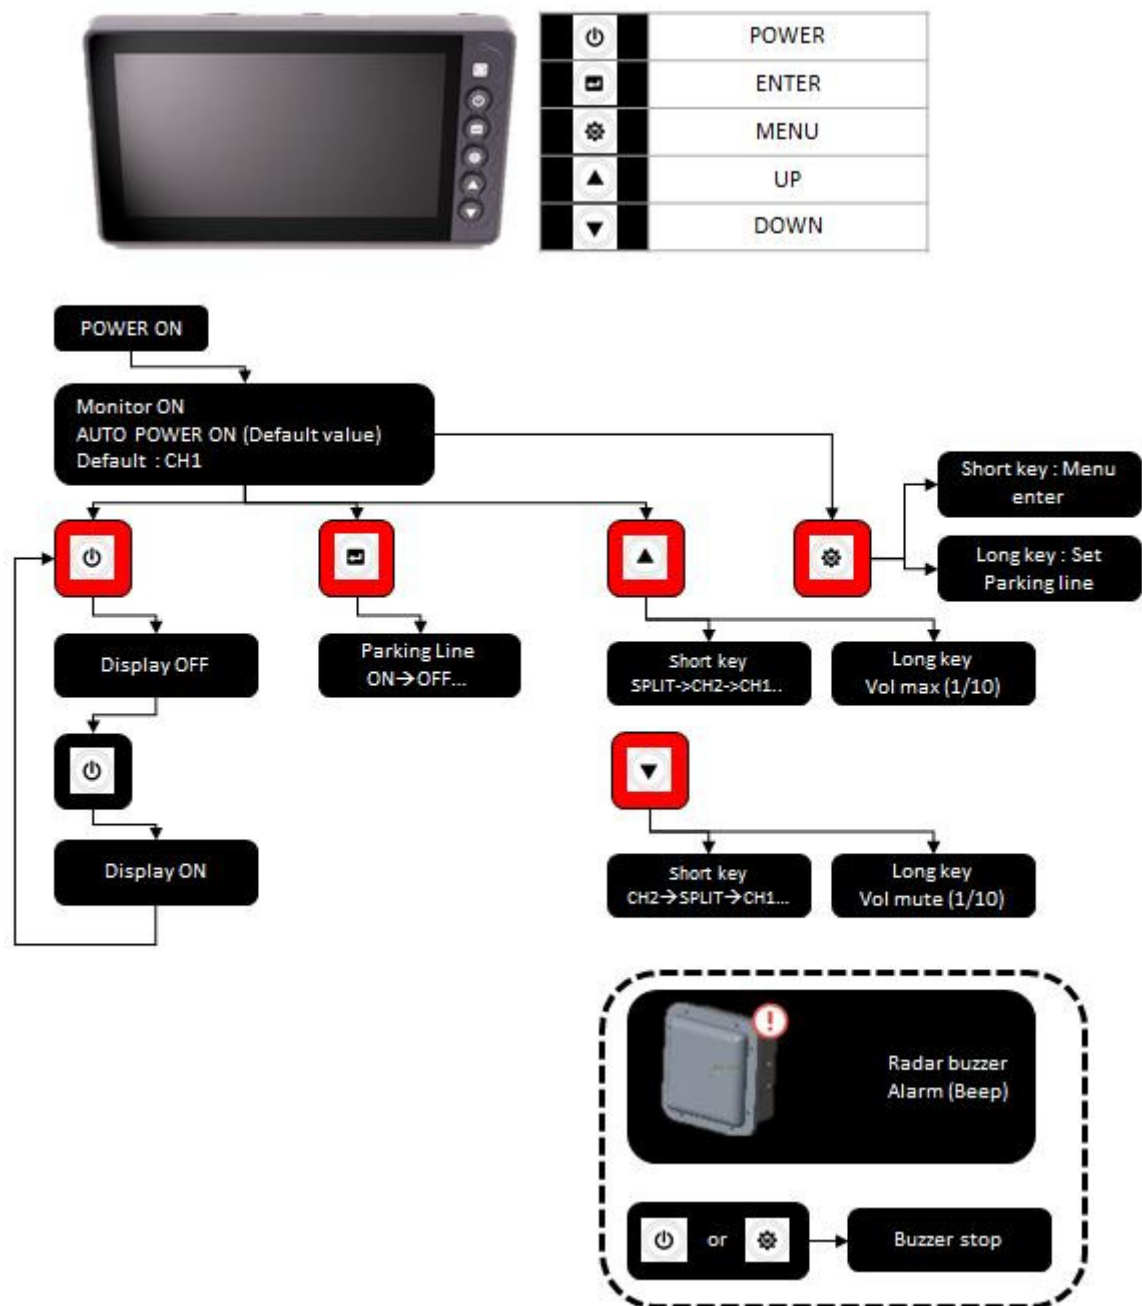 POWER
ENTER
MENU
UP
DOWN
POWER ON
Monitor ON
AUTO POWER ON (Default value)
Default : CH1
Short key : Menu
enter
Long key : Set
Parking line
Display OFF
Parking Line
ON→OFF...
Short key
SPLIT->CH2->CH1..
Long key
Vol max (1/10)
Display ON
Short key
CH2→SPLIT→CH1...
Long key
Vol mute (1/10)
!
Radar buzzer
Alarm (Beep)
or
Buzzer stop